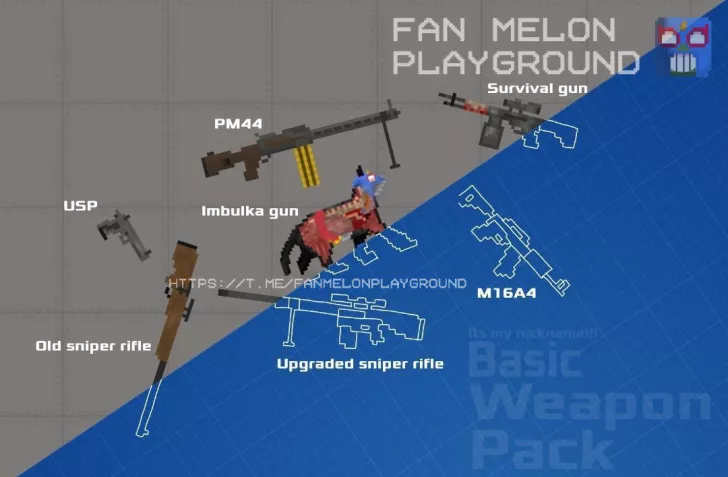 FAN MELON
PLAYGROUND
Survival gun
PM44
USP
Imbulka gun
HTTPS://T.ME/FANMELONPLAYGROUND
M16A4
Old sniper rifle
Upgraded sniper rifle
Its my nickname!!!
Basic
Weapon
Pack